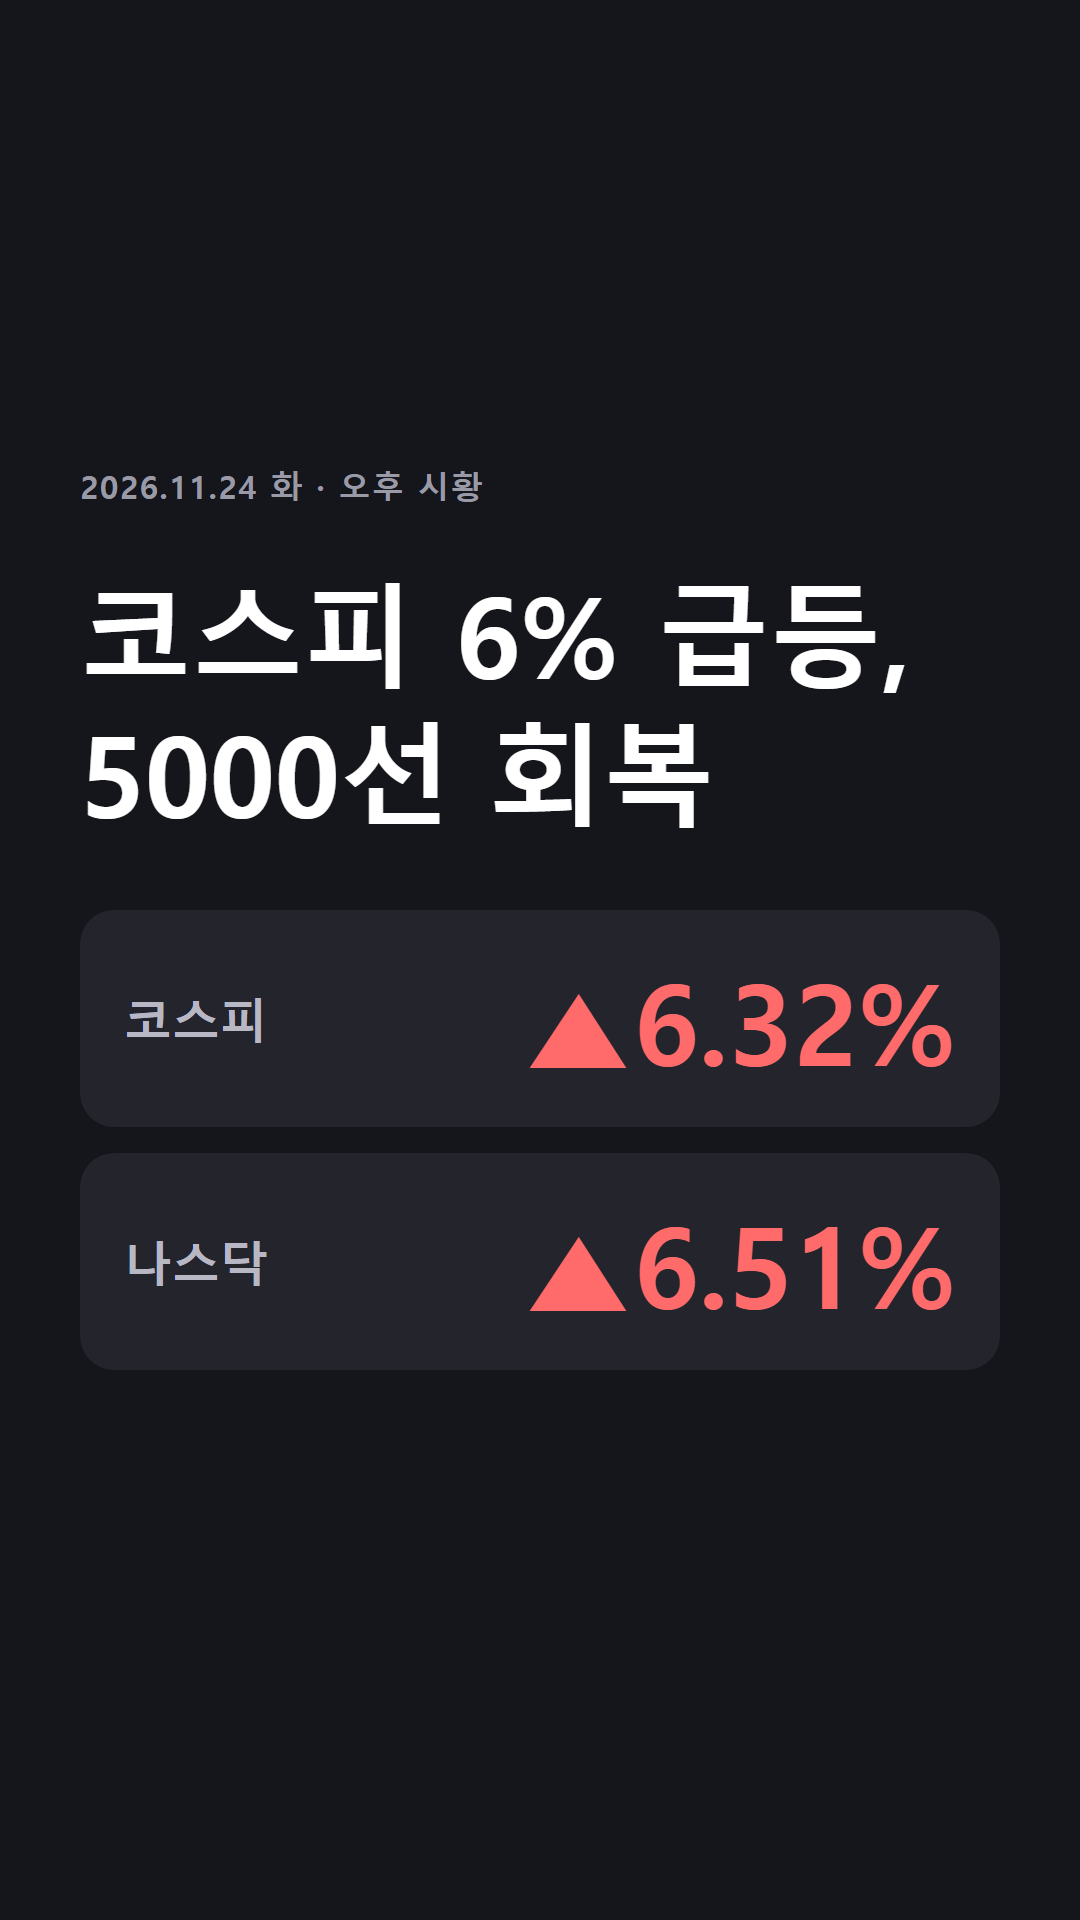 2026.11.24 화 · 오후 시황
코스피 6% 급등,
5000선 회복
코스피 ▲6.32%
나스닥 ▲6.51%